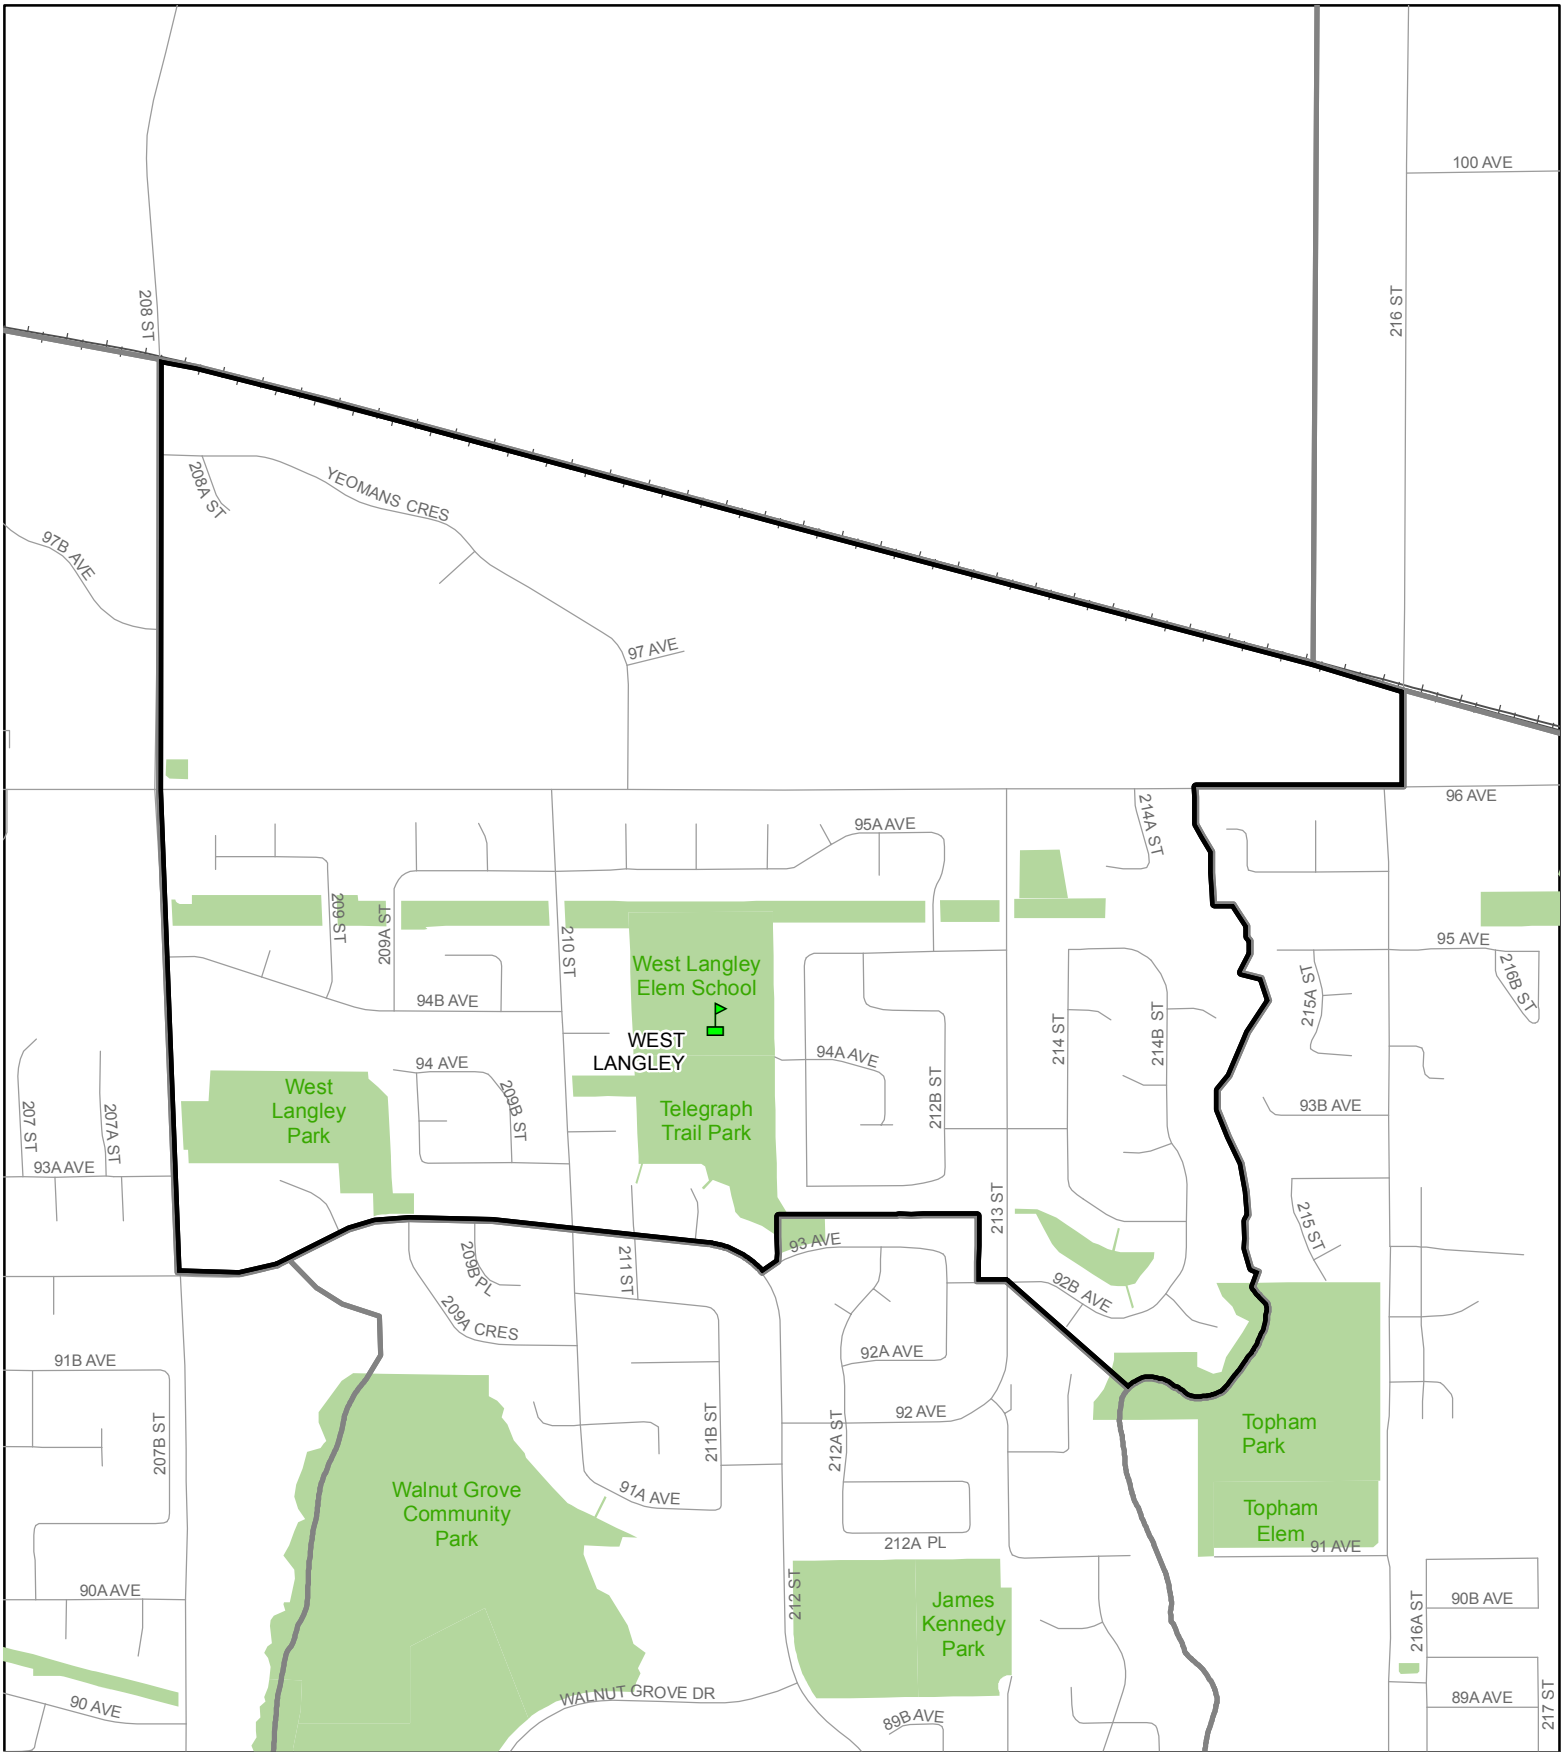 100 AVE
208 ST
216 ST
208A ST
YEOMANS CRES
97B AVE
97 AVE
96 AVE
214A ST
95A AVE
209 ST
209A ST
210 ST
95 AVE
216B ST
215A ST
West Langley
Elem School
94B AVE
WEST
LANGLEY
94A AVE
212B ST
214 ST
214B ST
94 AVE
209B ST
West
Langley
Park
Telegraph
Trail Park
93B AVE
207 ST
207A ST
93A AVE
213 ST
215 ST
93 AVE
209B PL
211 ST
92B AVE
209A CRES
92A AVE
91B AVE
207B ST
92 AVE
212A ST
211B ST
Topham
Park
Walnut Grove
Community
Park
91A AVE
Topham
Elem
212A PL
91 AVE
90A AVE
212 ST
James
Kennedy
Park
216A ST
90B AVE
90 AVE
WALNUT GROVE DR
89B AVE
89A AVE
217 ST